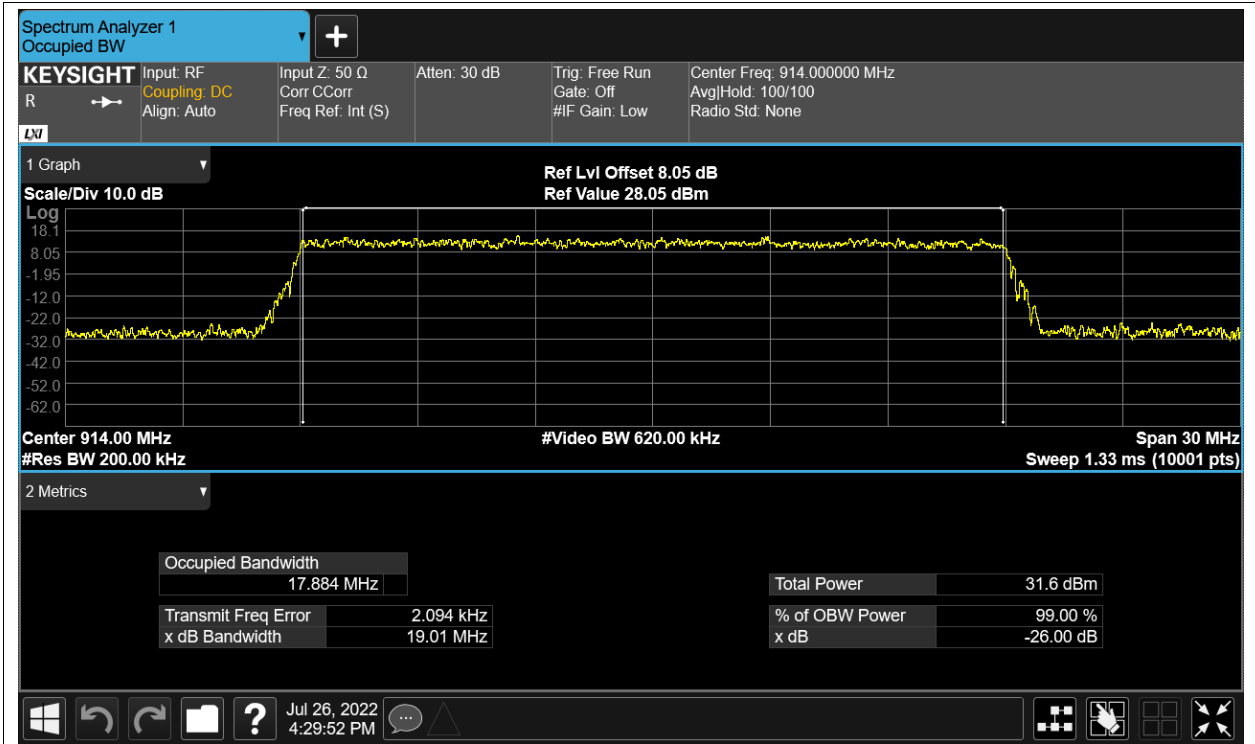 Spectrum Analyzer 1
Occupied BW
KEYSIGHT
R
LXI
Input: RF
Coupling: DC
Align: Auto
Input Z: 50 Ω
Corr CCorr
Freq Ref: Int (S)
Atten: 30 dB
Trig: Free Run
Gate: Off
#IF Gain: Low
Center Freq: 914.000000 MHz
Avg|Hold: 100/100
Radio Std: None
1 Graph
Scale/Div 10.0 dB
Ref Lvl Offset 8.05 dB
Ref Value 28.05 dBm
Log
18.1
8.05
-1.95
-12.0
-22.0
-32.0
-42.0
-52.0
-62.0
Center 914.00 MHz
#Video BW 620.00 kHz
Span 30 MHz
#Res BW 200.00 kHz
Sweep 1.33 ms (10001 pts)
2 Metrics
Occupied Bandwidth
17.884 MHz
Transmit Freq Error 2.094 kHz
x dB Bandwidth 19.01 MHz
Total Power 31.6 dBm
% of OBW Power 99.00 %
x dB -26.00 dB
?
Jul 26, 2022
4:29:52 PM